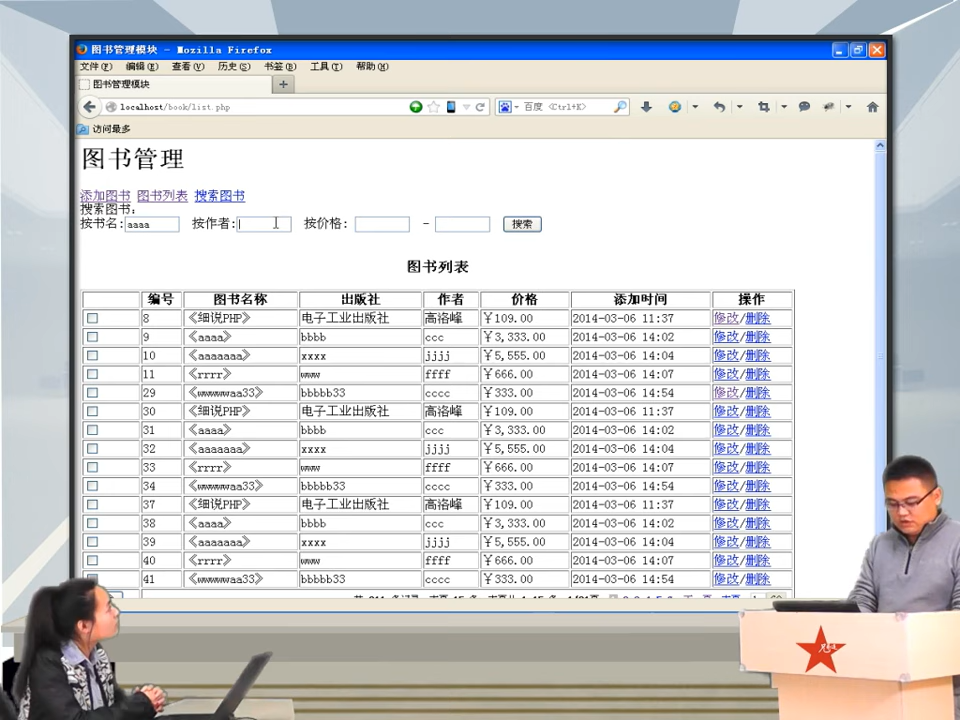 图书管理模块 - Mozilla Firefox
文件(F) 编辑(E) 查看(V) 历史(S) 书签(B) 工具(T) 帮助(H)
图书管理模块
localhost/book/list.php 百度 <Ctrl+K>
访问最多
图书管理
添加图书 图书列表 搜索图书
搜索图书:
按书名: aaaa 按作者: 按价格: - 搜索
图书列表
编号 图书名称 出版社 作者 价格 添加时间 操作
8 《细说PHP》 电子工业出版社 高洛峰 ￥109.00 2014-03-06 11:37 修改/删除
9 《aaaa》 bbbb ccc ￥3,333.00 2014-03-06 14:02 修改/删除
10 《aaaaaaa》 xxxx jjjj ￥5,555.00 2014-03-06 14:04 修改/删除
11 《rrrr》 www ffff ￥666.00 2014-03-06 14:07 修改/删除
29 《wwwwwaa33》 bbbbb33 cccc ￥333.00 2014-03-06 14:54 修改/删除
30 《细说PHP》 电子工业出版社 高洛峰 ￥109.00 2014-03-06 11:37 修改/删除
31 《aaaa》 bbbb ccc ￥3,333.00 2014-03-06 14:02 修改/删除
32 《aaaaaaa》 xxxx jjjj ￥5,555.00 2014-03-06 14:04 修改/删除
33 《rrrr》 www ffff ￥666.00 2014-03-06 14:07 修改/删除
34 《wwwwwaa33》 bbbbb33 cccc ￥333.00 2014-03-06 14:54 修改/删除
37 《细说PHP》 电子工业出版社 高洛峰 ￥109.00 2014-03-06 11:37 修改/删除
38 《aaaa》 bbbb ccc ￥3,333.00 2014-03-06 14:02 修改/删除
39 《aaaaaaa》 xxxx jjjj ￥5,555.00 2014-03-06 14:04 修改/删除
40 《rrrr》 www ffff ￥666.00 2014-03-06 14:07 修改/删除
41 《wwwwwaa33》 bbbbb33 cccc ￥333.00 2014-03-06 14:54 修改/删除